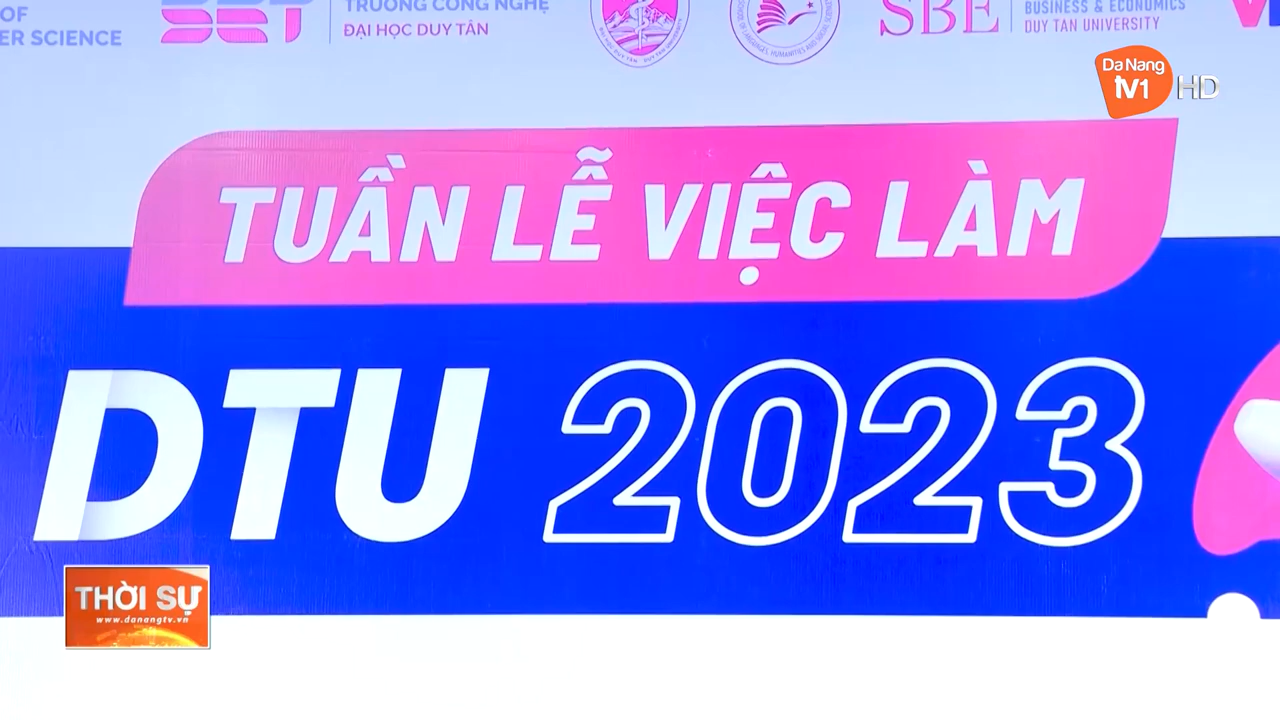 OF
ER SCIENCE
SET
TRƯỜNG CÔNG NGHỆ
ĐẠI HỌC DUY TÂN
SBE
BUSINESS & ECONOMICS
DUY TAN UNIVERSITY
Da Nang
TV1 HD
TUẦN LỄ VIỆC LÀM
DTU 2023
THỜI SỰ
www.danangtv.vn